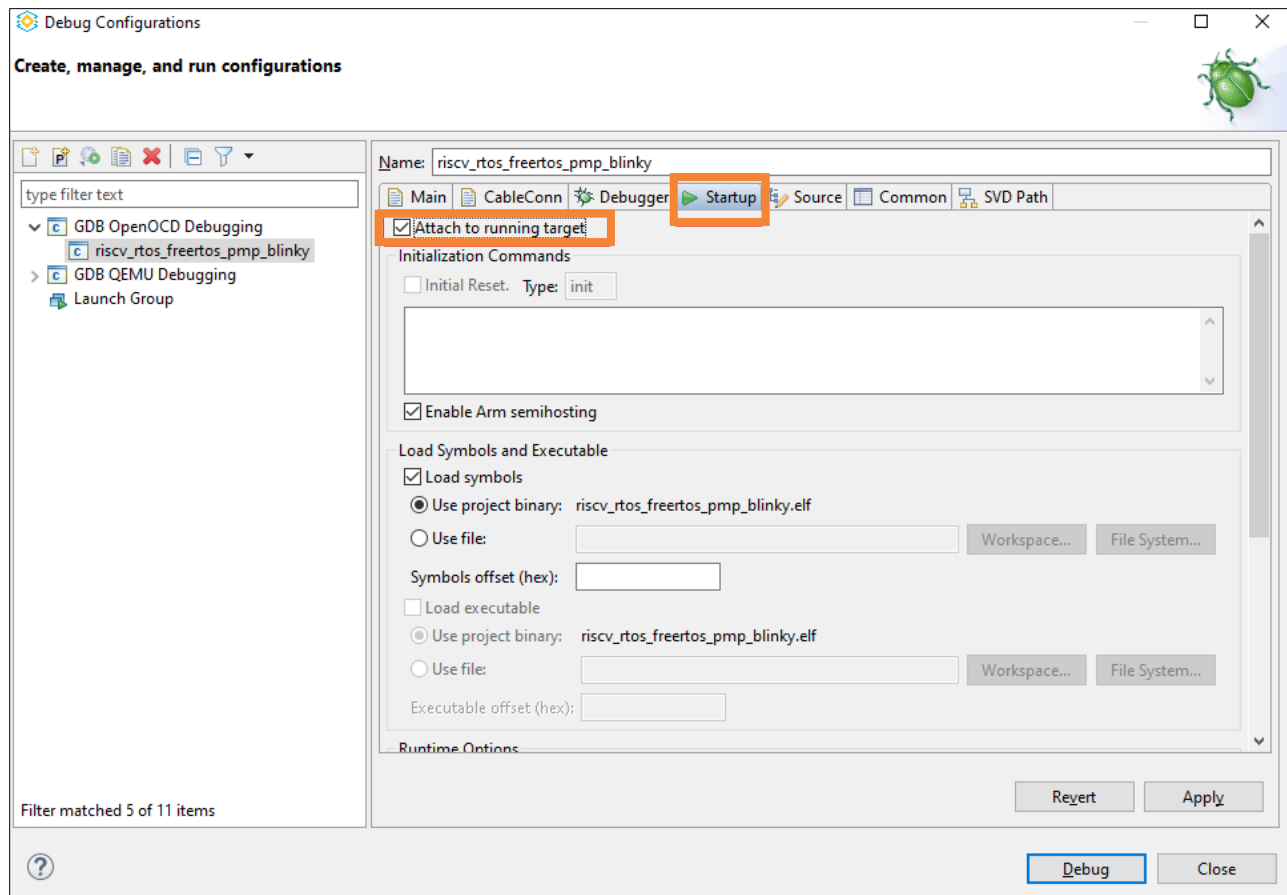 Debug Configurations
Create, manage, and run configurations
type filter text
GDB OpenOCD Debugging
riscv_rtos_freertos_pmp_blinky
GDB QEMU Debugging
Launch Group
Filter matched 5 of 11 items
Name: riscv_rtos_freertos_pmp_blinky
Main CableConn Debugger Startup Source Common SVD Path
Attach to running target
Initialization Commands
Initial Reset. Type: init
Enable Arm semihosting
Load Symbols and Executable
Load symbols
Use project binary: riscv_rtos_freertos_pmp_blinky.elf
Use file: Workspace... File System...
Symbols offset (hex):
Load executable
Use project binary: riscv_rtos_freertos_pmp_blinky.elf
Use file: Workspace... File System...
Executable offset (hex):
Runtime Options
Revert Apply
Debug Close